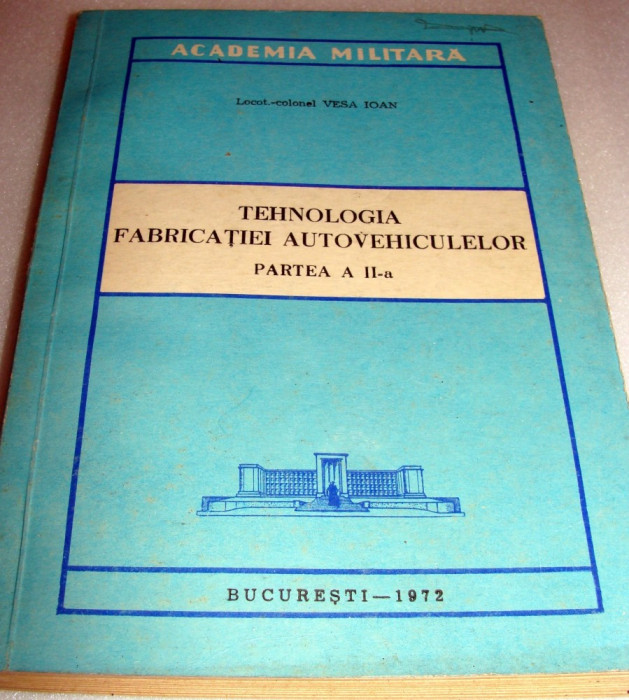 ACADEMIA MILITARĂ
Locot.-colonel VESA IOAN
TEHNOLOGIA
FABRICAȚIEI AUTOVEHICULELOR
PARTEA A II-a
BUCUREȘTI — 1972